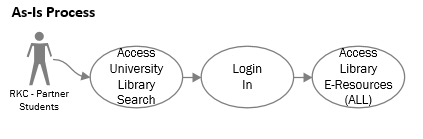 As-Is Process
RKC - Partner
Students
Access
University
Library
Search
Login
In
Access
Library
E-Resources
(ALL)